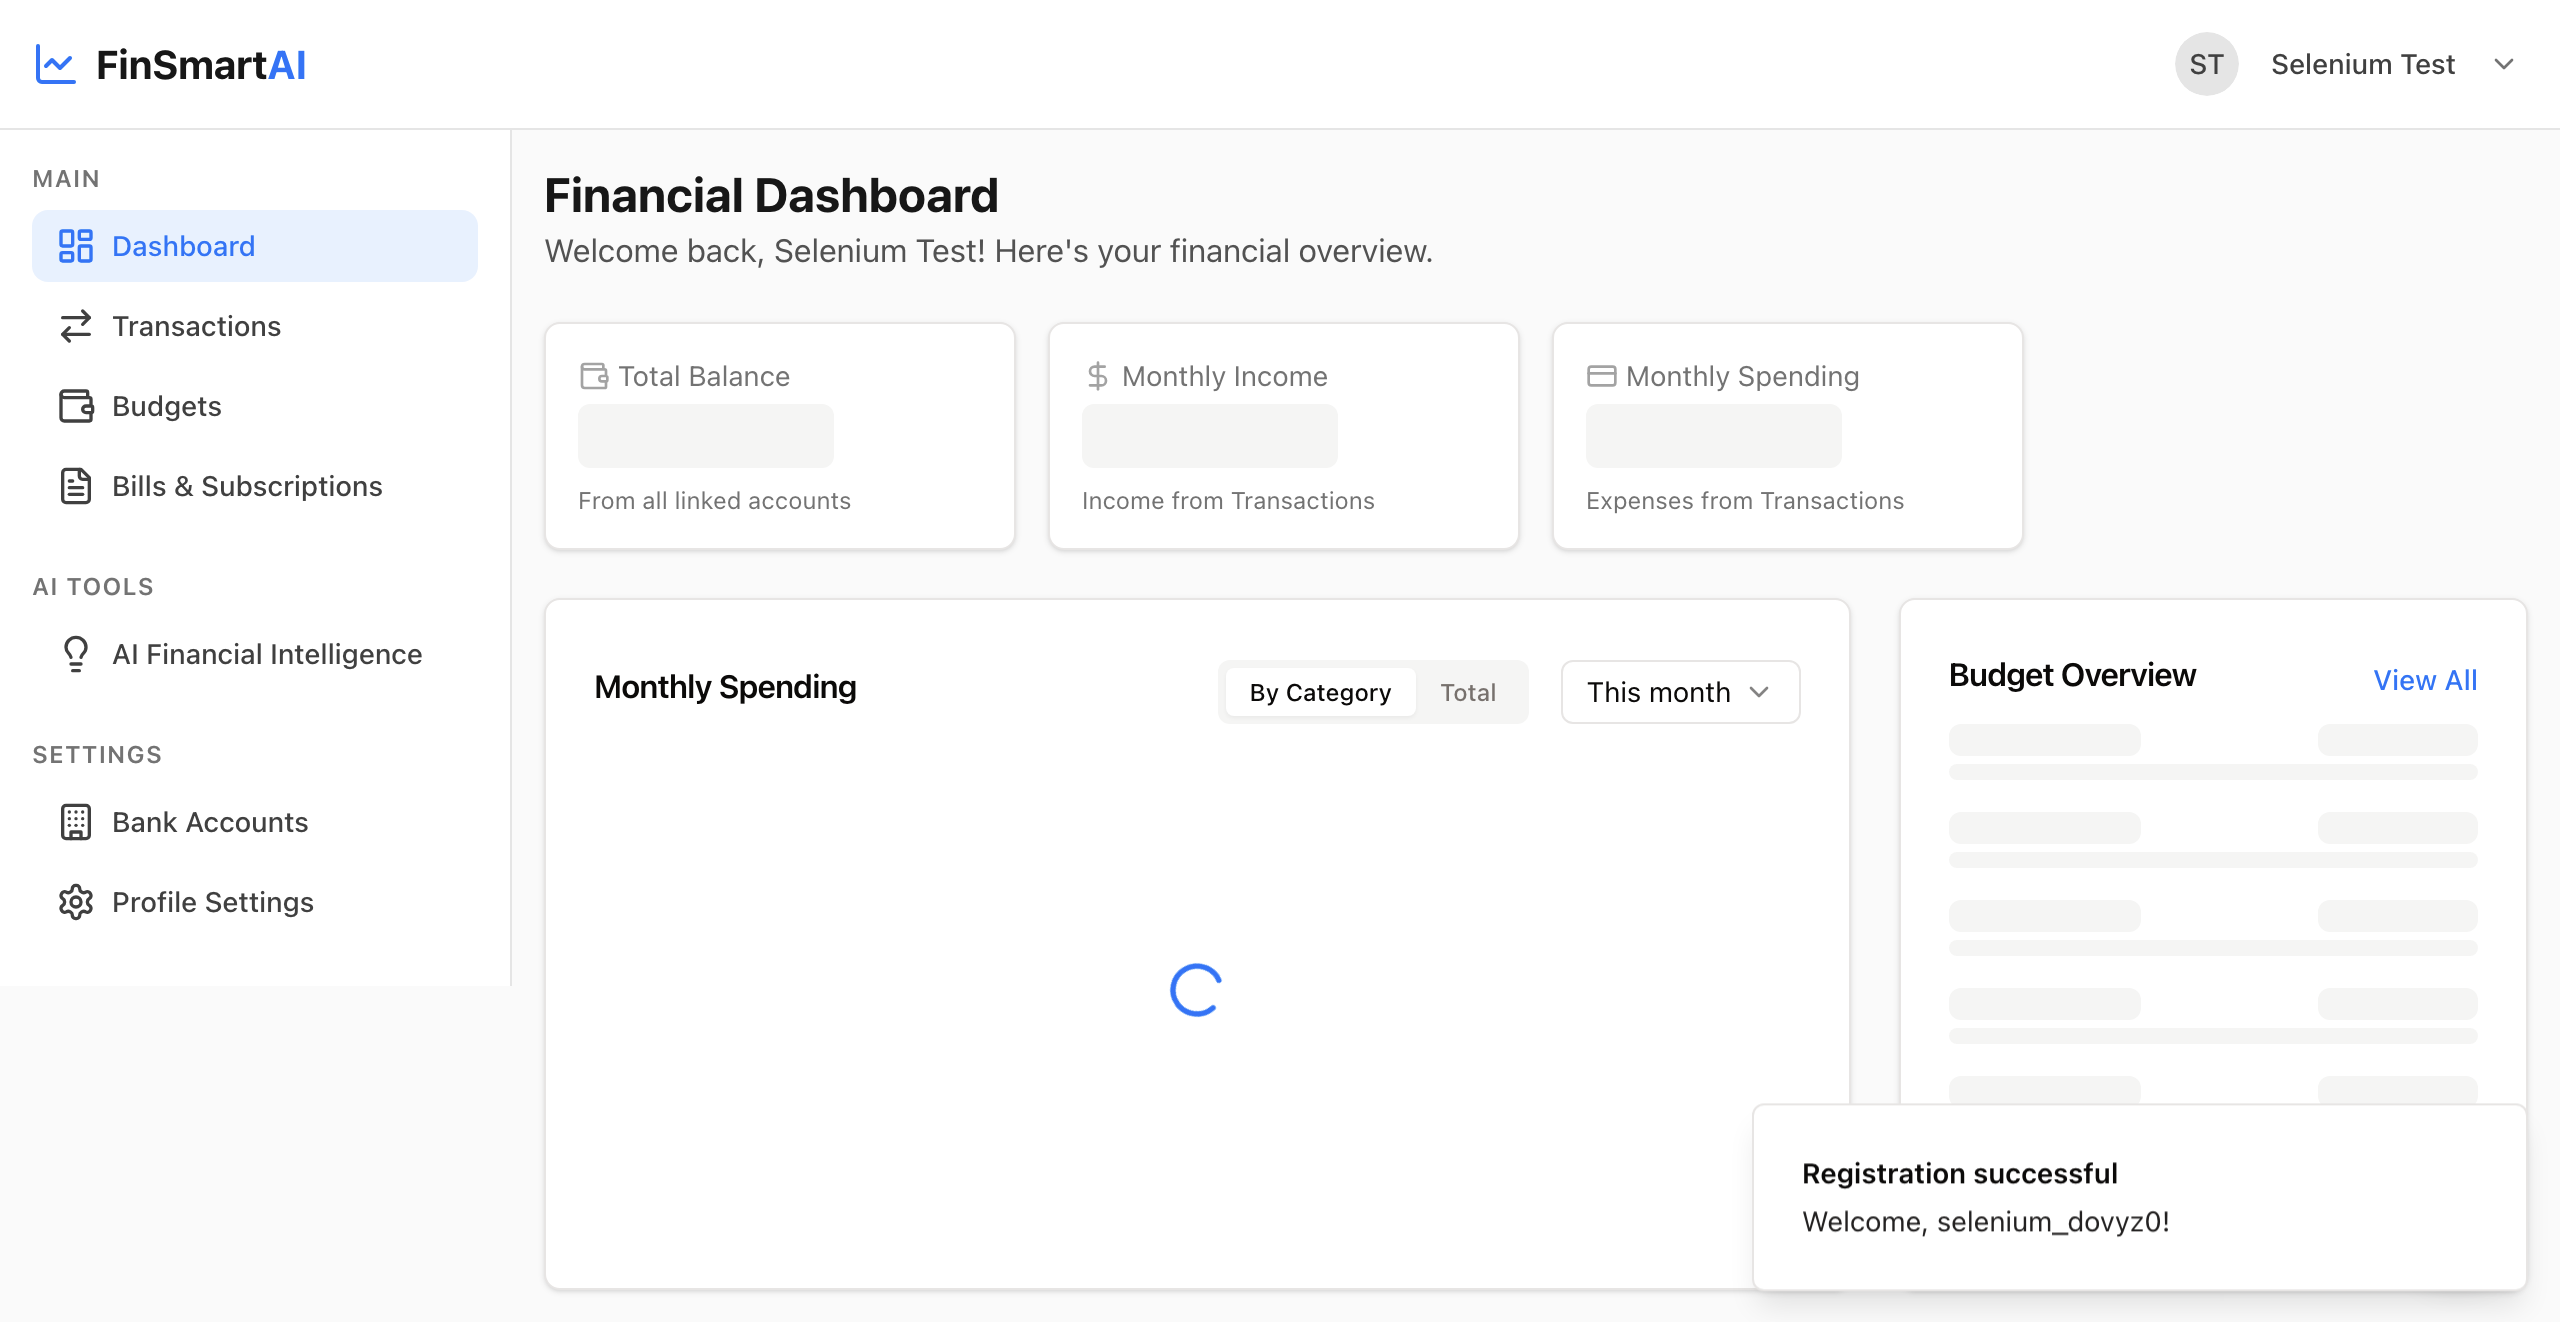 FinSmartAI
ST
Selenium Test
MAIN
Dashboard
Transactions
Budgets
Bills & Subscriptions
AI TOOLS
AI Financial Intelligence
SETTINGS
Bank Accounts
Profile Settings
Financial Dashboard
Welcome back, Selenium Test! Here's your financial overview.
Total Balance
From all linked accounts
Monthly Income
Income from Transactions
Monthly Spending
Expenses from Transactions
Monthly Spending
By Category
Total
This month
Budget Overview
View All
Registration successful
Welcome, selenium_dovyz0!